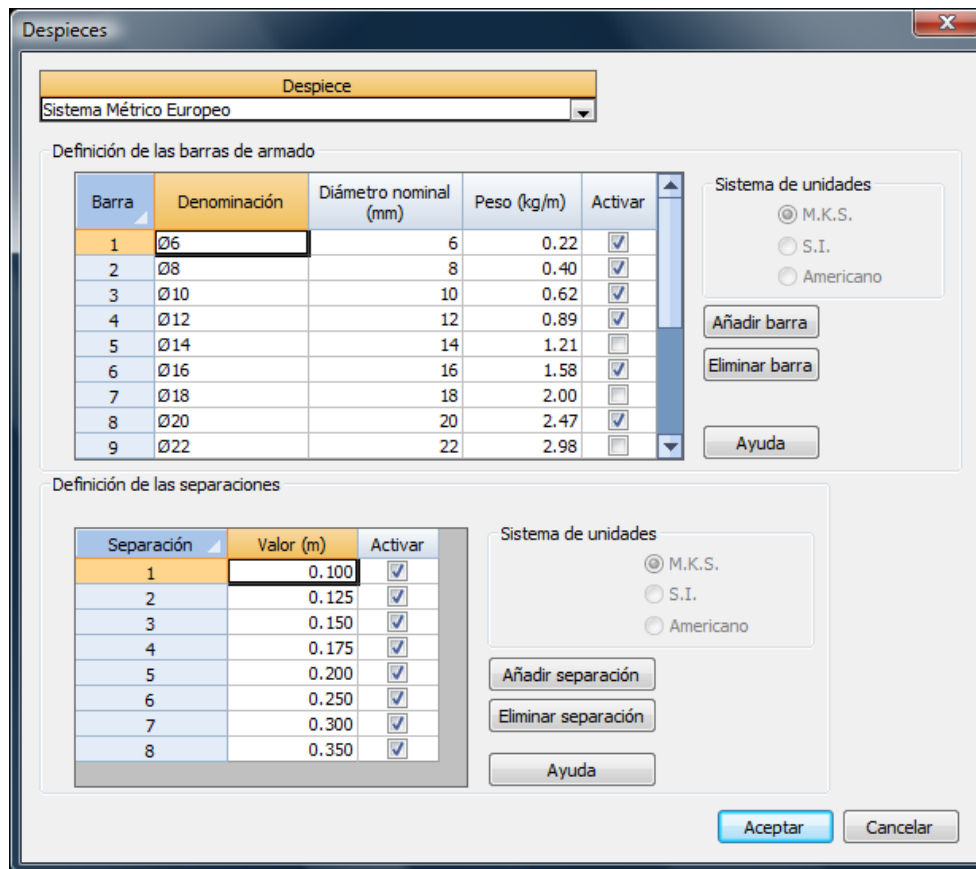 Despieces
Despiece
Sistema Métrico Europeo
Definición de las barras de armado
Barra Denominación Diámetro nominal (mm) Peso (kg/m) Activar
1 Ø6 6 0.22
2 Ø8 8 0.40
3 Ø10 10 0.62
4 Ø12 12 0.89
5 Ø14 14 1.21
6 Ø16 16 1.58
7 Ø18 18 2.00
8 Ø20 20 2.47
9 Ø22 22 2.98
Sistema de unidades
M.K.S.
S.I.
Americano
Añadir barra
Eliminar barra
Ayuda
Definición de las separaciones
Separación Valor (m) Activar
1 0.100
2 0.125
3 0.150
4 0.175
5 0.200
6 0.250
7 0.300
8 0.350
Sistema de unidades
M.K.S.
S.I.
Americano
Añadir separación
Eliminar separación
Ayuda
Aceptar Cancelar